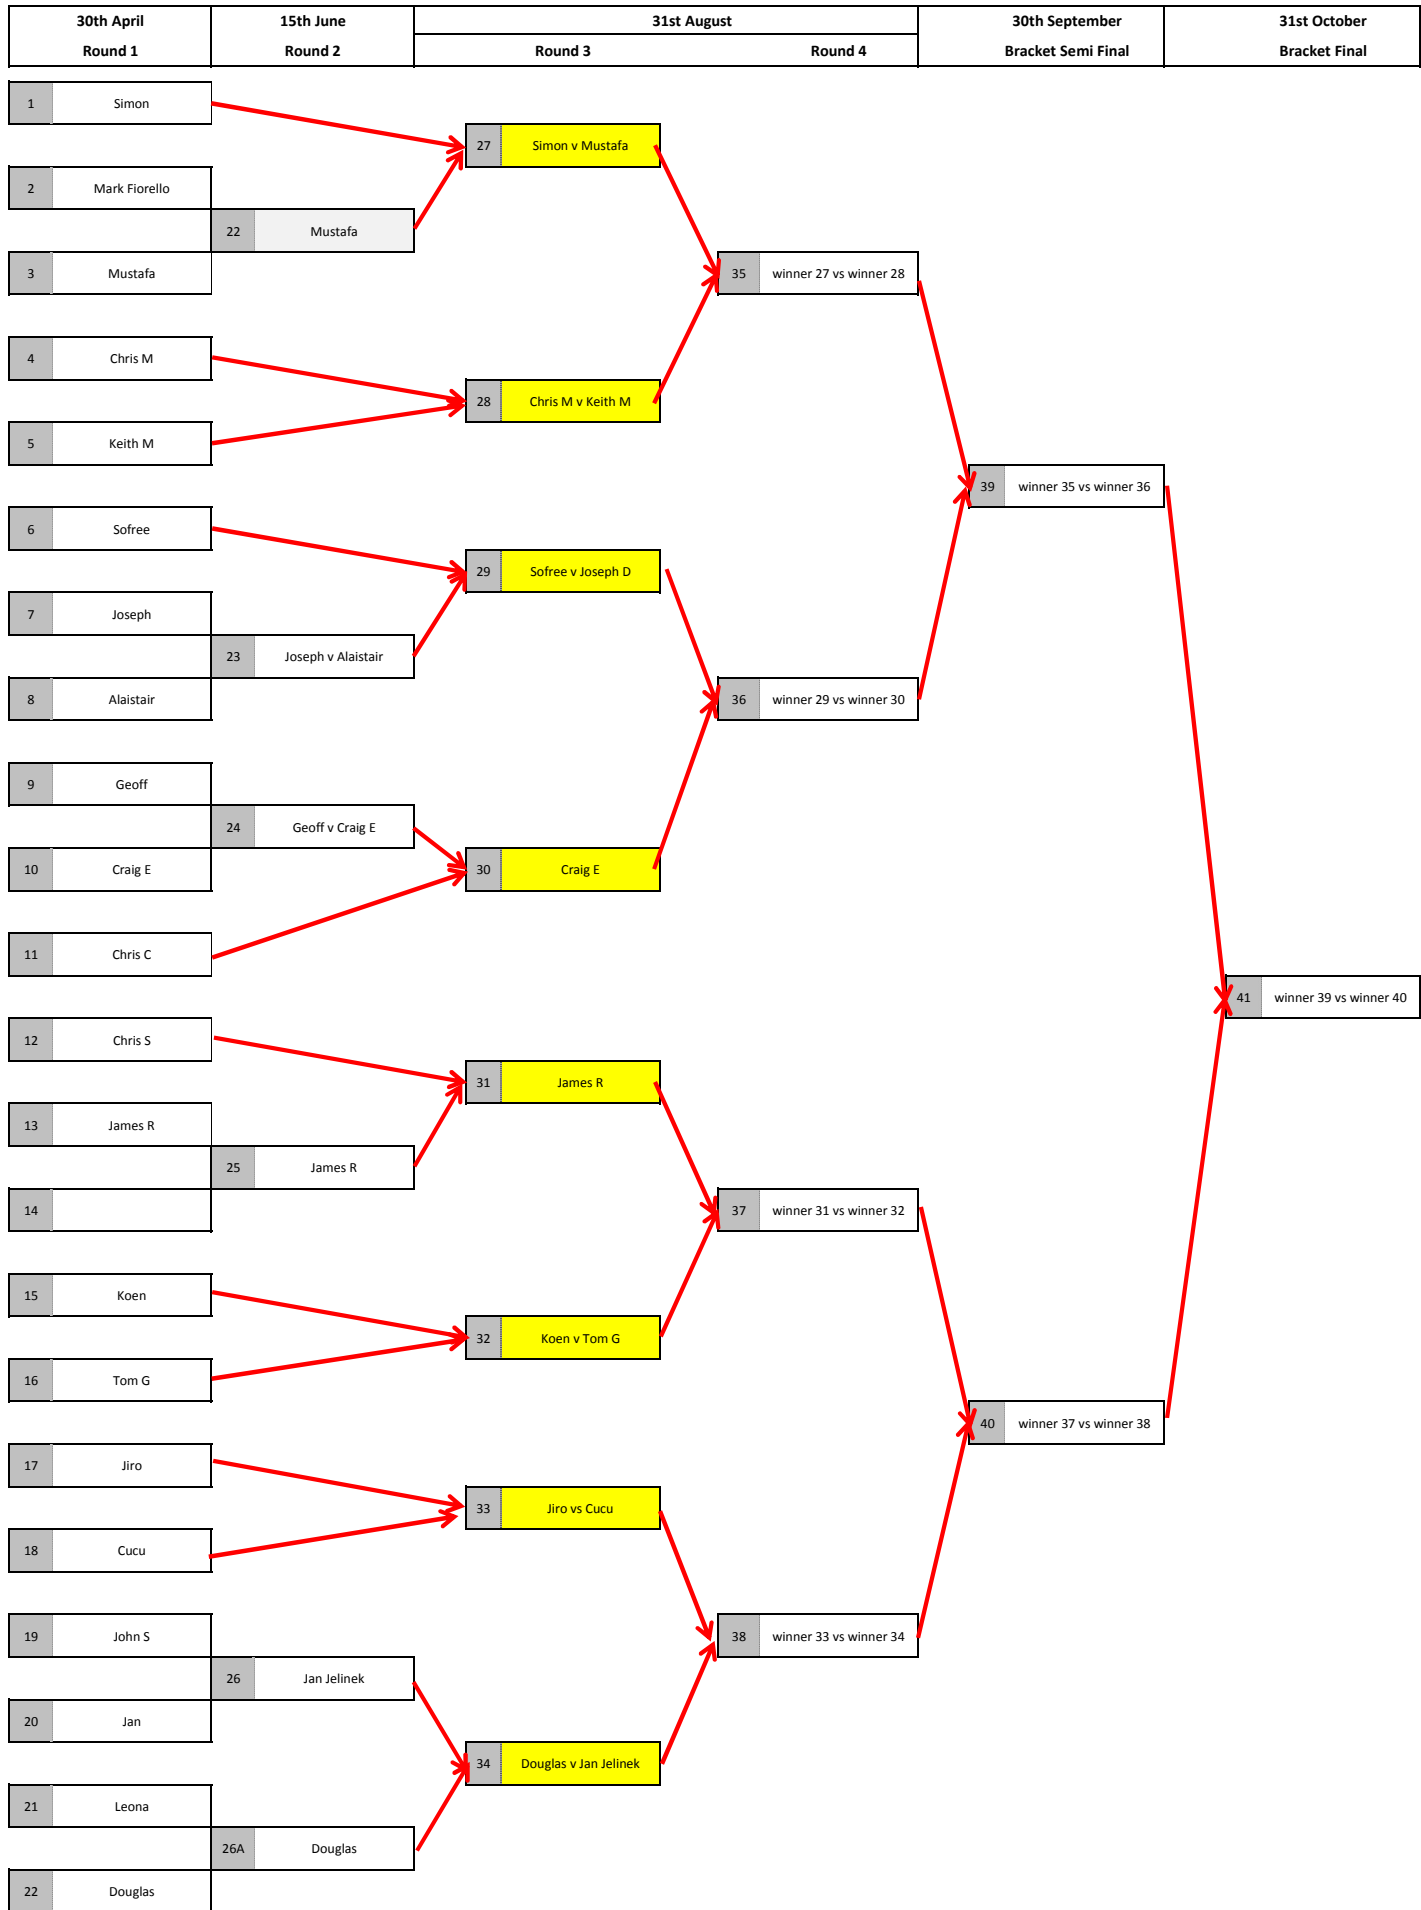 30th April
15th June
31st August
30th September
31st October
Round 1
Round 2
Round 3
Round 4
Bracket Semi Final
Bracket Final
1 Simon
27 Simon v Mustafa
2 Mark Fiorello
22 Mustafa
3 Mustafa
35 winner 27 vs winner 28
4 Chris M
28 Chris M v Keith M
5 Keith M
39 winner 35 vs winner 36
6 Sofree
29 Sofree v Joseph D
7 Joseph
23 Joseph v Alaistair
8 Alaistair
36 winner 29 vs winner 30
9 Geoff
24 Geoff v Craig E
10 Craig E
30 Craig E
11 Chris C
41 winner 39 vs winner 40
12 Chris S
31 James R
13 James R
25 James R
14
37 winner 31 vs winner 32
15 Koen
32 Koen v Tom G
16 Tom G
40 winner 37 vs winner 38
17 Jiro
33 Jiro vs Cucu
18 Cucu
19 John S
38 winner 33 vs winner 34
26 Jan Jelinek
20 Jan
34 Douglas v Jan Jelinek
21 Leona
26A Douglas
22 Douglas